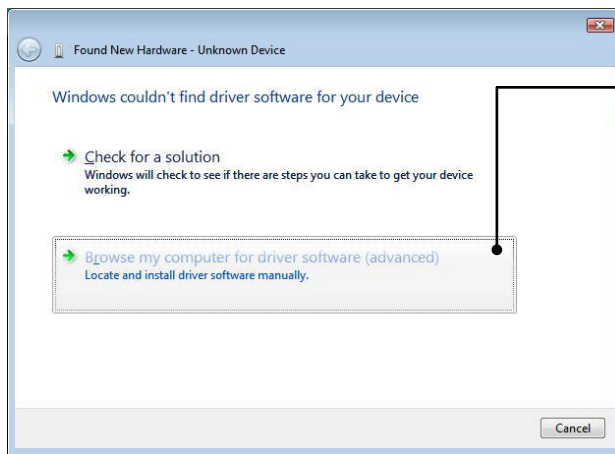 Found New Hardware - Unknown Device
Windows couldn't find driver software for your device
Check for a solution
Windows will check to see if there are steps you can take to get your device
working.
Browse my computer for driver software (advanced)
Locate and install driver software manually.
Cancel